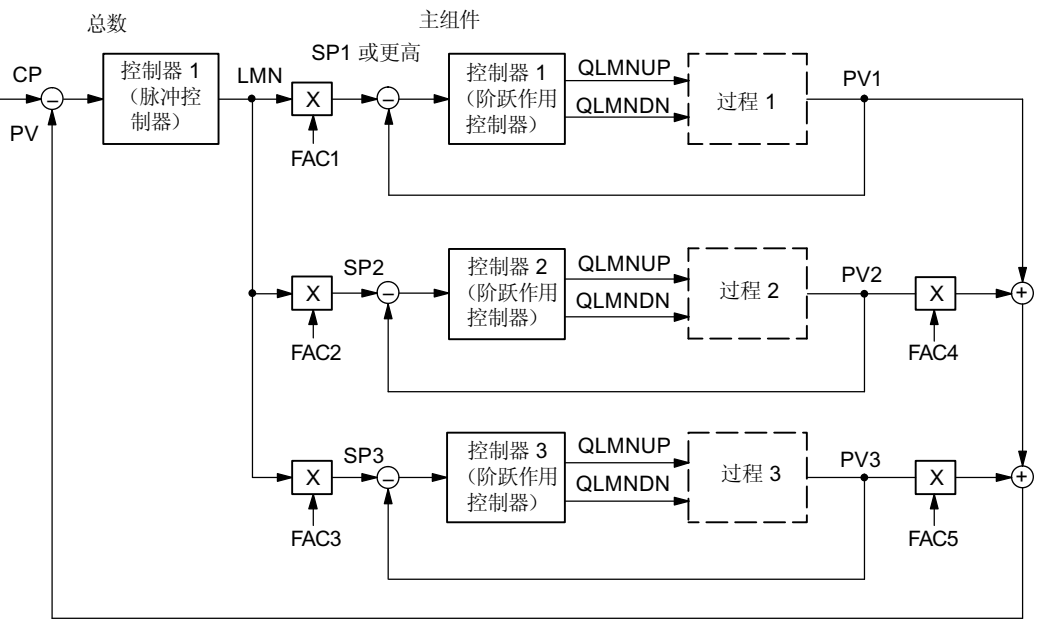 总数
主组件
SP1 或更高
CP
控制器 1
（脉冲控
制器）
LMN
X
控制器 1
（阶跃作用
控制器）
QLMNUP
QLMNDN
过程 1
PV1
PV
FAC1
SP2
X
控制器 2
（阶跃作用
控制器）
QLMNUP
QLMNDN
过程 2
PV2
X
FAC2
FAC4
SP3
X
控制器 3
（阶跃作用
控制器）
QLMNUP
QLMNDN
过程 3
PV3
X
FAC3
FAC5